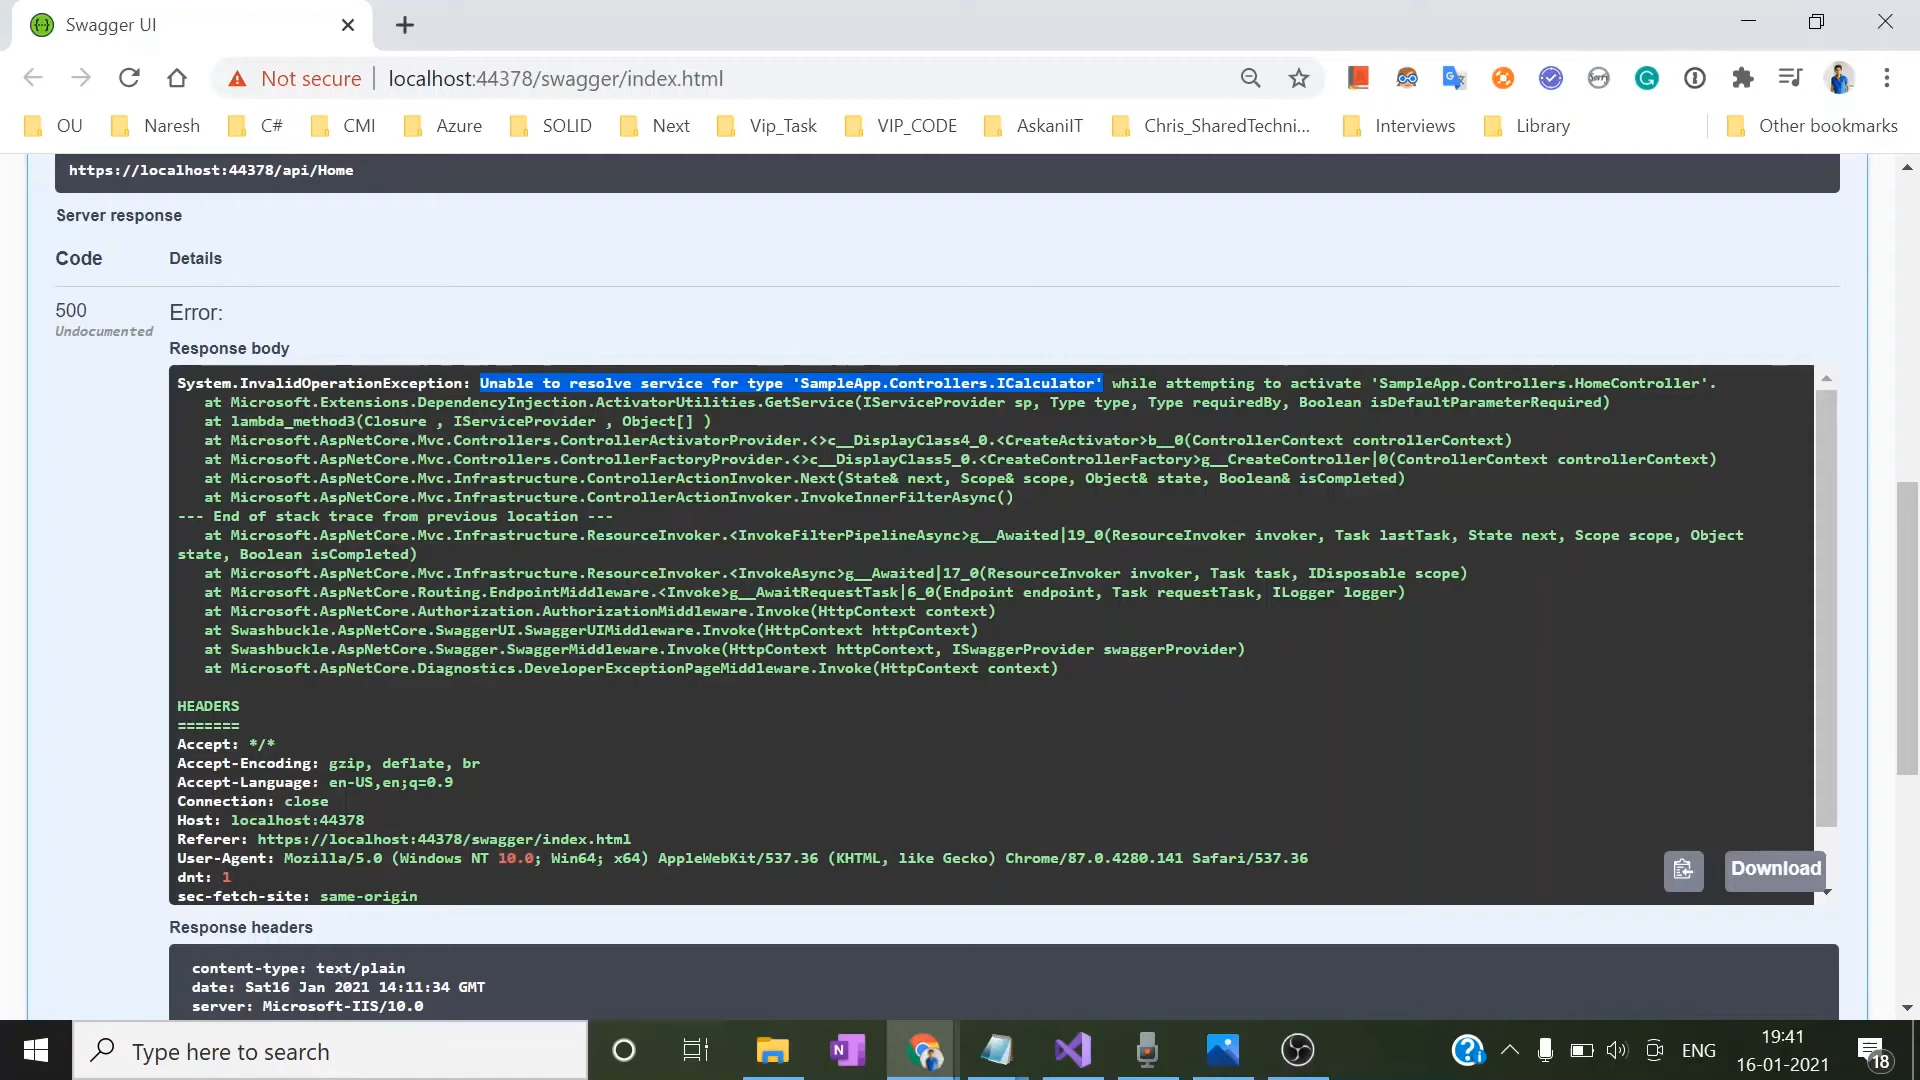 Swagger UI
Not secure
localhost:44378/swagger/index.html
OU
Naresh
C#
CMI
Azure
SOLID
Next
Vip_Task
VIP_CODE
AskaniIT
Chris_SharedTechni...
Interviews
Library
Other bookmarks
https://localhost:44378/api/Home
Server response
Code
Details
500
Undocumented
Error:
Response body
System.InvalidOperationException: Unable to resolve service for type 'SampleApp.Controllers.ICalculator' while attempting to activate 'SampleApp.Controllers.HomeController'.
at Microsoft.Extensions.DependencyInjection.ActivatorUtilities.GetService(IServiceProvider sp, Type type, Type requiredBy, Boolean isDefaultParameterRequired)
at lambda_method3(Closure , IServiceProvider , Object[] )
at Microsoft.AspNetCore.Mvc.Controllers.ControllerActivatorProvider.<>c__DisplayClass4_0.<CreateActivator>b__0(ControllerContext controllerContext)
at Microsoft.AspNetCore.Mvc.Controllers.ControllerFactoryProvider.<>c__DisplayClass5_0.<CreateControllerFactory>g__CreateController|0(ControllerContext controllerContext)
at Microsoft.AspNetCore.Mvc.Infrastructure.ControllerActionInvoker.Next(State& next, Scope& scope, Object& state, Boolean& isCompleted)
at Microsoft.AspNetCore.Mvc.Infrastructure.ControllerActionInvoker.InvokeInnerFilterAsync()
--- End of stack trace from previous location ---
at Microsoft.AspNetCore.Mvc.Infrastructure.ResourceInvoker.<InvokeFilterPipelineAsync>g__Awaited|19_0(ResourceInvoker invoker, Task lastTask, State next, Scope scope, Object
state, Boolean isCompleted)
at Microsoft.AspNetCore.Mvc.Infrastructure.ResourceInvoker.<InvokeAsync>g__Awaited|17_0(ResourceInvoker invoker, Task task, IDisposable scope)
at Microsoft.AspNetCore.Routing.EndpointMiddleware.<Invoke>g__AwaitRequestTask|6_0(Endpoint endpoint, Task requestTask, ILogger logger)
at Microsoft.AspNetCore.Authorization.AuthorizationMiddleware.Invoke(HttpContext context)
at Swashbuckle.AspNetCore.SwaggerUI.SwaggerUIMiddleware.Invoke(HttpContext httpContext)
at Swashbuckle.AspNetCore.Swagger.SwaggerMiddleware.Invoke(HttpContext httpContext, ISwaggerProvider swaggerProvider)
at Microsoft.AspNetCore.Diagnostics.DeveloperExceptionPageMiddleware.Invoke(HttpContext context)
HEADERS
=======
Accept: */*
Accept-Encoding: gzip, deflate, br
Accept-Language: en-US,en;q=0.9
Connection: close
Host: localhost:44378
Referer: https://localhost:44378/swagger/index.html
User-Agent: Mozilla/5.0 (Windows NT 10.0; Win64; x64) AppleWebKit/537.36 (KHTML, like Gecko) Chrome/87.0.4280.141 Safari/537.36
dnt: 1
sec-fetch-site: same-origin
Download
Response headers
content-type: text/plain
date: Sat16 Jan 2021 14:11:34 GMT
server: Microsoft-IIS/10.0
Type here to search
ENG
19:41
16-01-2021
18